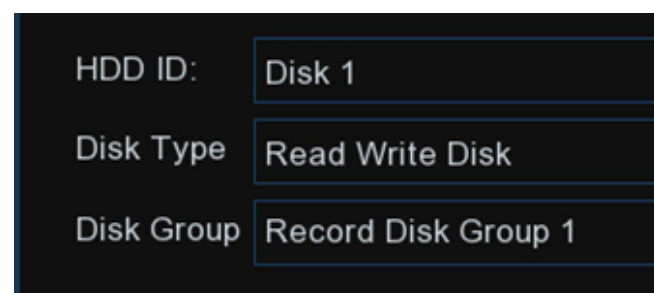 HDD ID: Disk 1
Disk Type Read Write Disk
Disk Group Record Disk Group 1